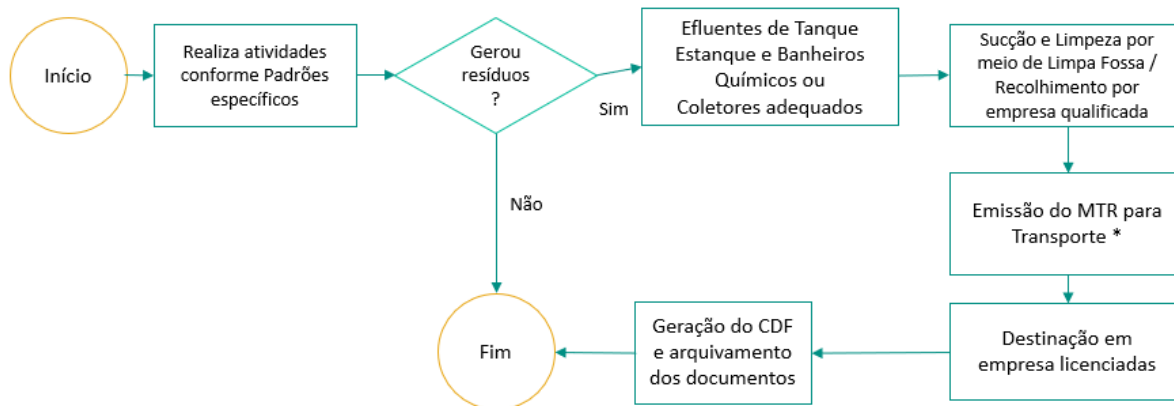 Início
Realiza atividades
conforme Padrões
específicos
Gerou
resíduos
?
Sim
Efluentes de Tanque
Estanque e Banheiros
Químicos ou
Coletores adequados
Sucção e Limpeza por
meio de Limpa Fossa /
Recolhimento por
empresa qualificada
Não
Emissão do MTR para
Transporte *
Destinação em
empresa licenciadas
Geração do CDF
e arquivamento
dos documentos
Fim